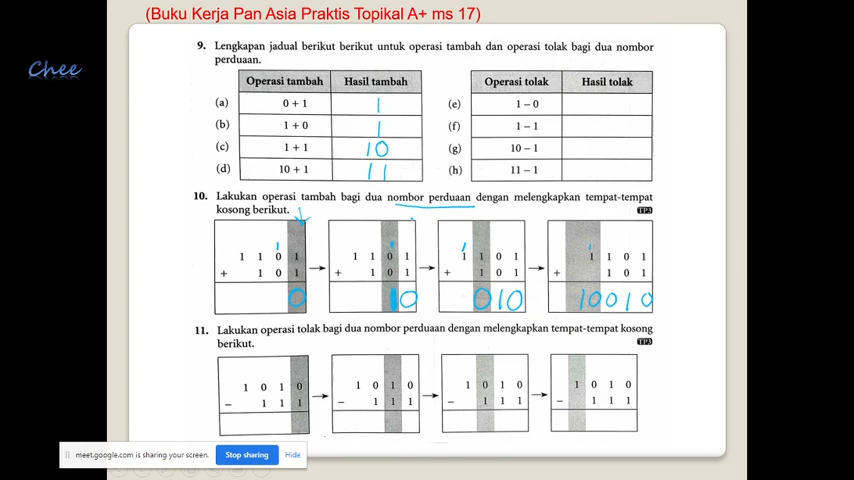 (Buku Kerja Pan Asia Praktis Topikal A+ ms 17)
Chee
9. Lengkapan jadual berikut berikut untuk operasi tambah dan operasi tolak bagi dua nombor
perduaan.
Operasi tambah Hasil tambah
(a) 0 + 1 1
(b) 1 + 0 1
(c) 1 + 1 10
(d) 10 + 1 11
Operasi tolak Hasil tolak
(e) 1 – 0
(f) 1 – 1
(g) 10 – 1
(h) 11 – 1
10. Lakukan operasi tambah bagi dua nombor perduaan dengan melengkapkan tempat-tempat
kosong berikut.
TP3
1 1 1 1
1 1 0 1 1 1 0 1 1 1 0 1 1 1 0 1
+ 1 0 1 + 1 0 1 + 1 0 1 + 1 0 1
0 10 010 10010
11. Lakukan operasi tolak bagi dua nombor perduaan dengan melengkapkan tempat-tempat kosong
berikut.
TP3
1 0 1 0 1 0 1 0 1 0 1 0 1 0 1 0
– 1 1 1 – 1 1 1 – 1 1 1 – 1 1 1
meet.google.com is sharing your screen. Stop sharing Hide